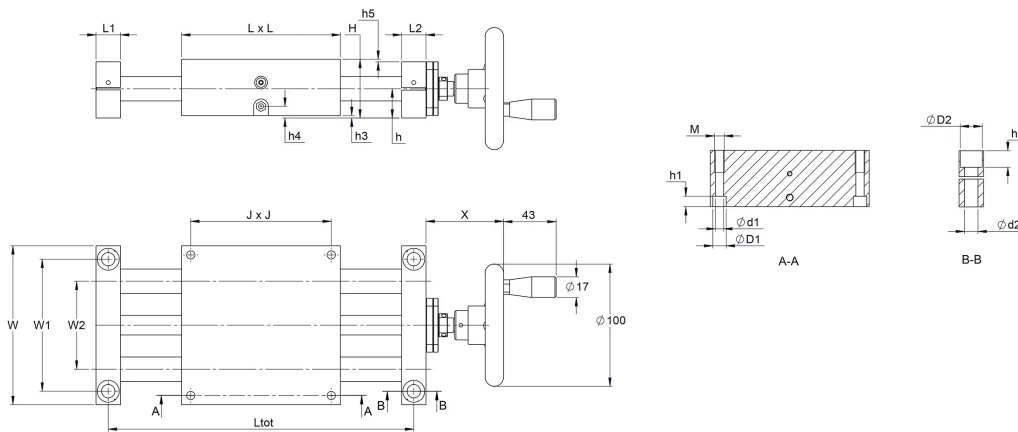 h5
L1
L x L
H
L2
h4
h3
h
M
h1
Ød1
ØD1
A-A
ØD2
h
Ød2
B-B
J x J
X
43
W
W1
W2
Ø17
Ø100
A
A
B
B
Ltot